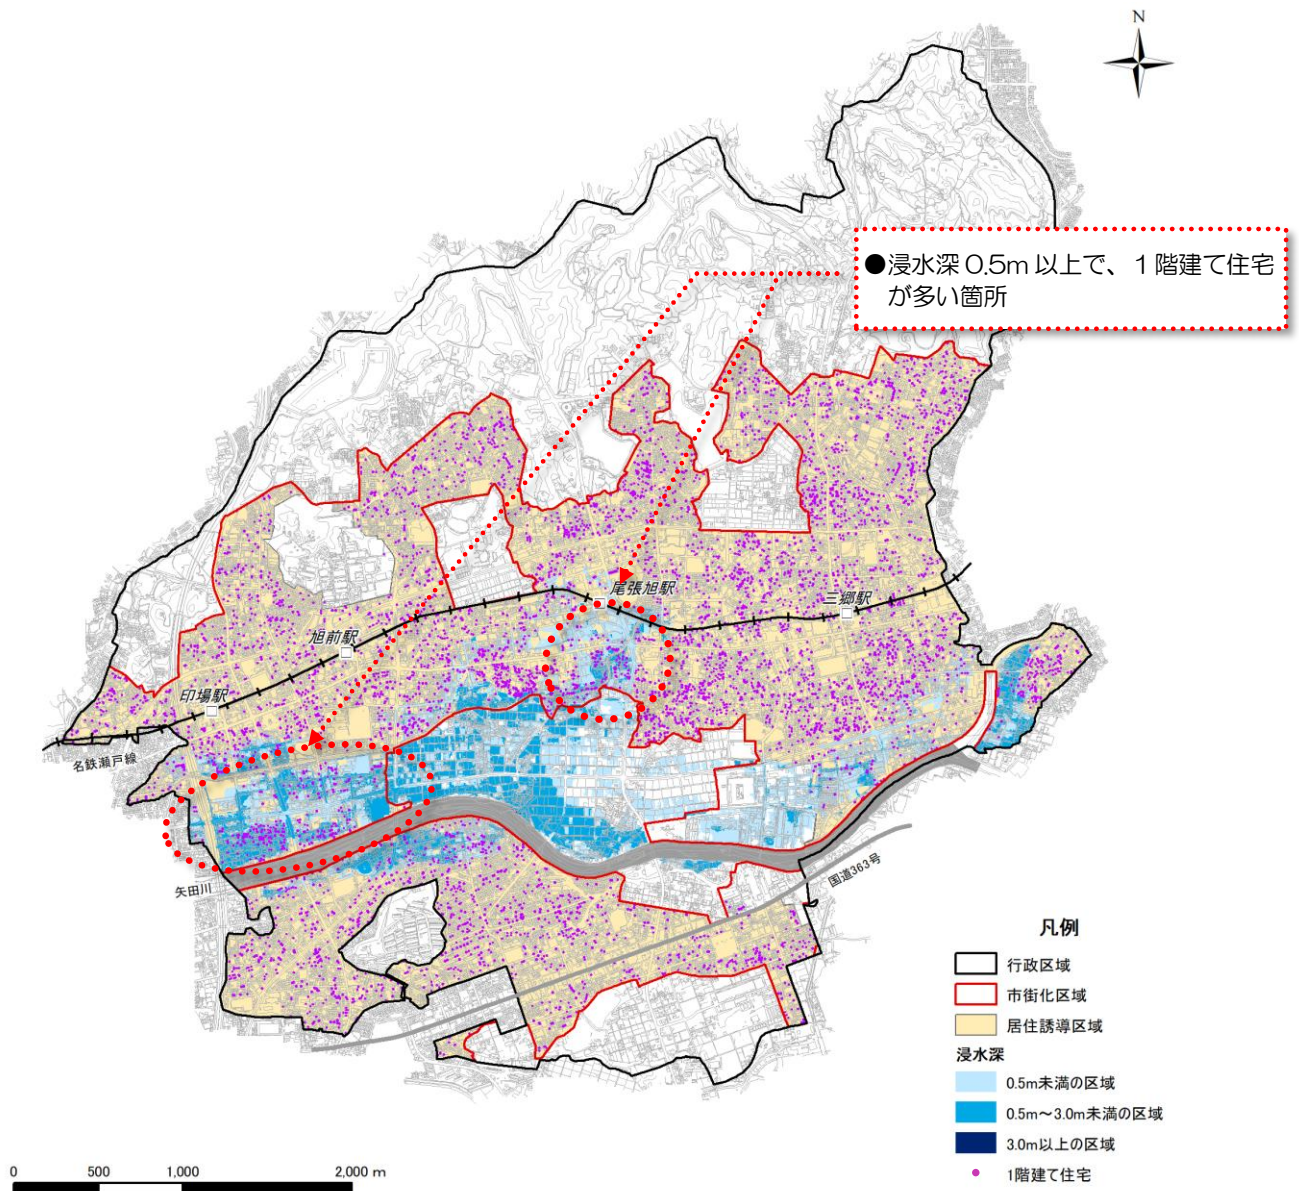 N
●浸水深0.5m以上で、1階建て住宅
が多い箇所
尾張旭駅
三郷駅
旭前駅
印場駅
名鉄瀬戸線
矢田川
国道363号
凡例
行政区域
市街化区域
居住誘導区域
浸水深
0.5m未満の区域
0.5m~3.0m未満の区域
3.0m以上の区域
1階建て住宅
0 500 1,000 2,000 m